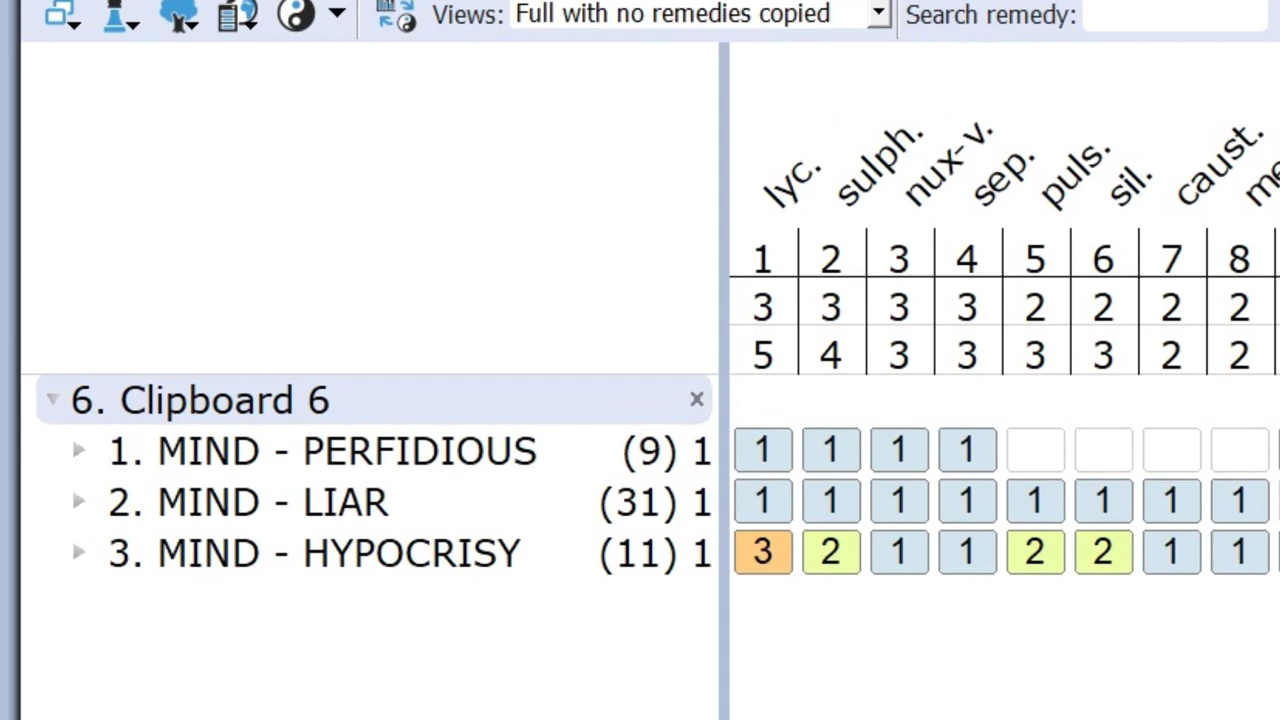 Views: Full with no remedies copied Search remedy:
lyc. sulph. nux-v. sep. puls. sil. caust.
1 2 3 4 5 6 7 8
3 3 3 3 2 2 2 2
5 4 3 3 3 3 2 2
6. Clipboard 6 x
1. MIND - PERFIDIOUS (9) 1 1 1 1 1
2. MIND - LIAR (31) 1 1 1 1 1 1 1 1 1
3. MIND - HYPOCRISY (11) 1 3 2 1 1 2 2 1 1